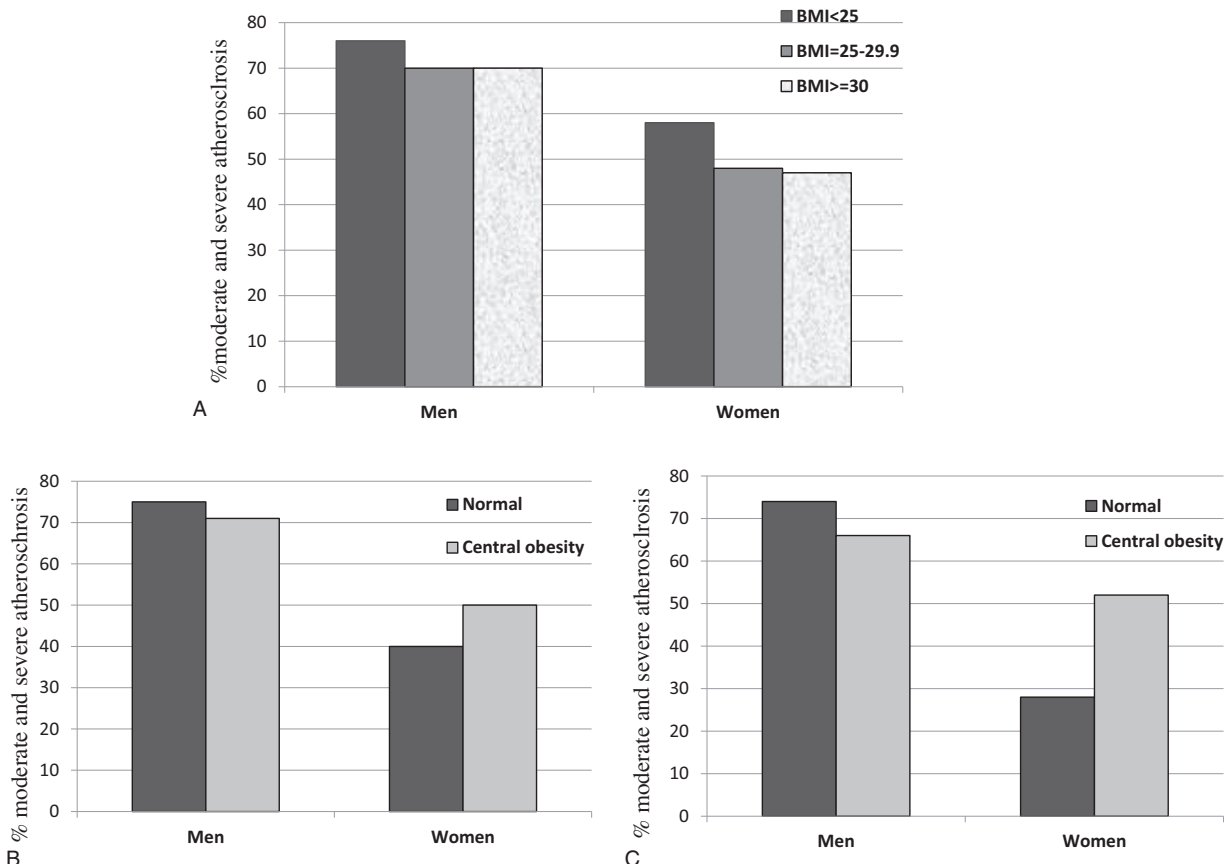 %moderate and severe atherosclrosis
80
70
60
50
40
30
20
10
0
BMI<25
BMI=25-29.9
BMI>=30
Men
Women
A
% moderate and severe atheroschrosis
80
70
60
50
40
30
20
10
0
Normal
Central obesity
Men
Women
B
% moderate and severe atherosclrosis
80
70
60
50
40
30
20
10
0
Normal
Central obesity
Men
Women
C